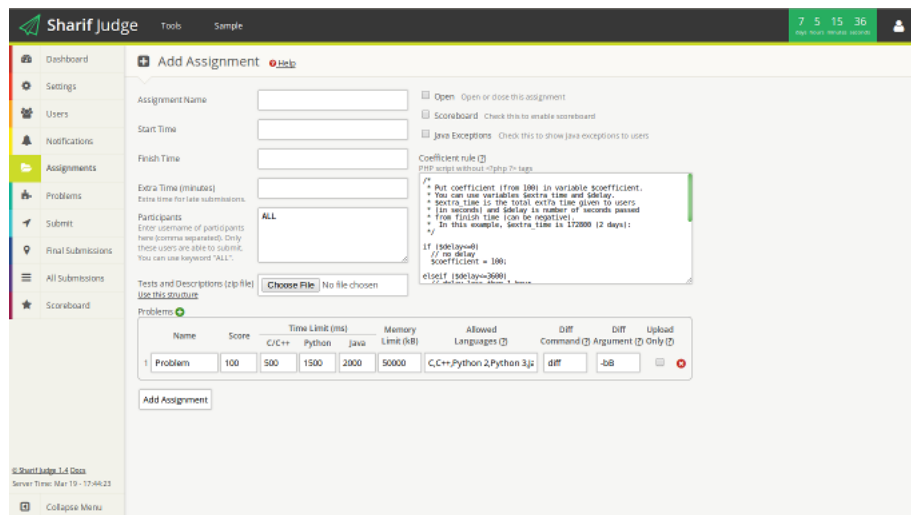 Sharif Judge
Tools
Sample
7 5 15 36
days hours minutes seconds
Dashboard
Settings
Users
Notifications
Assignments
Problems
Submit
Final Submissions
All Submissions
Scoreboard
© Sharif Judge 1.4 Docs
Server Time: Mar 19 - 17:44:23
Collapse Menu
Add Assignment
Help
Assignment Name
Start Time
Finish Time
Extra Time (minutes)
Extra time for late submissions.
Participants
Enter username of participants
here (comma separated). Only
these users are able to submit.
You can use keyword "ALL".
ALL
Tests and Descriptions (zip file)
Use this structure
Choose File No file chosen
Open Open or close this assignment
Scoreboard Check this to enable scoreboard
Java Exceptions Check this to show java exceptions to users
Coefficient rule (?)
PHP script without <?php ?> tags
/*
* Put coefficient (from 100) in variable $coefficient.
* You can use variables $extra_time and $delay.
* $extra_time is the total extra time given to users
* (in seconds) and $delay is number of seconds passed
* from finish time (can be negative).
* In this example, $extra_time is 172800 (2 days):
*/
if ($delay<=0)
// no delay
$coefficient = 100;
elseif ($delay<=3600)
// delay less than 1 hour
Problems
Name
Score
Time Limit (ms)
C/C++ Python Java
Memory
Limit (kB)
Allowed
Languages (?)
Diff
Command (?)
Diff
Argument (?)
Upload
Only (?)
1 Problem 100 500 1500 2000 50000 C,C++,Python 2,Python 3,Ja diff -bB
Add Assignment